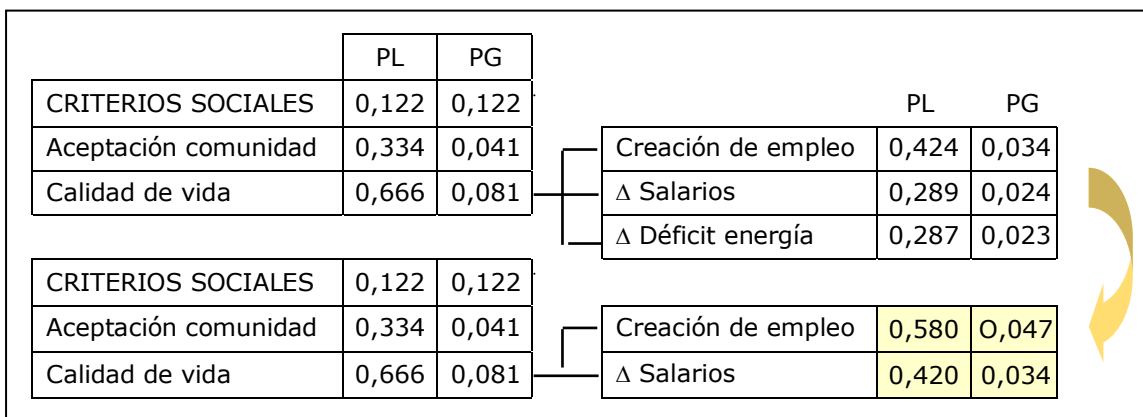 PL PG
CRITERIOS SOCIALES 0,122 0,122 PL PG
Aceptación comunidad 0,334 0,041 Creación de empleo 0,424 0,034
Calidad de vida 0,666 0,081 ∆ Salarios 0,289 0,024
∆ Déficit energía 0,287 0,023
CRITERIOS SOCIALES 0,122 0,122
Aceptación comunidad 0,334 0,041 Creación de empleo 0,580 O,047
Calidad de vida 0,666 0,081 ∆ Salarios 0,420 0,034